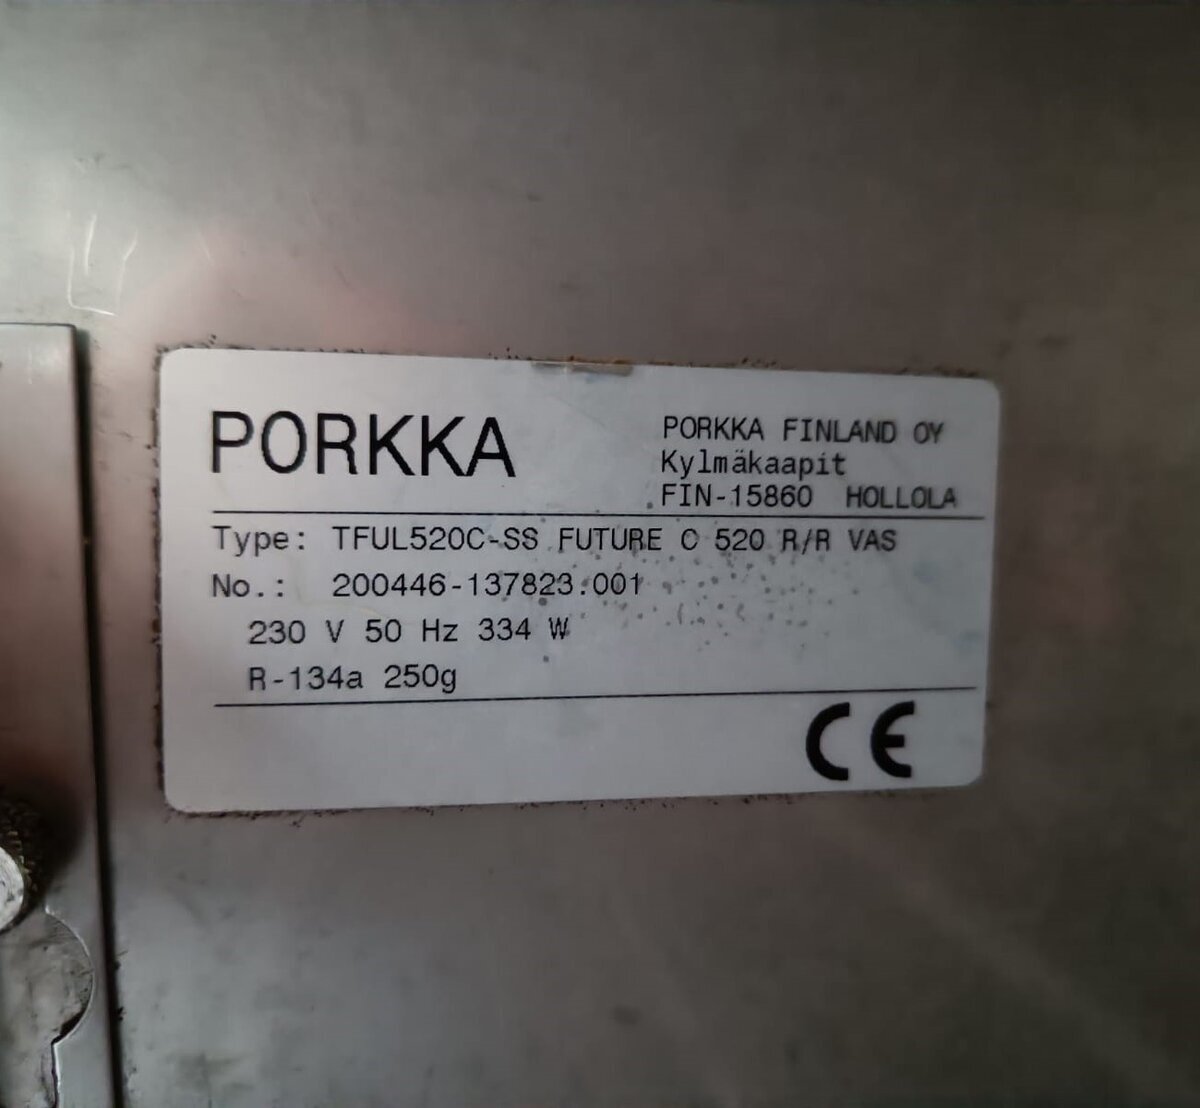 PORKKA
PORKKA FINLAND OY
Kylmäkaapit
FIN-15860 HOLLOLA
Type: TFUL520C-SS FUTURE C 520 R/R VAS
No.: 200446-137823.001
230 V 50 Hz 334 W
R-134a 250g
CE